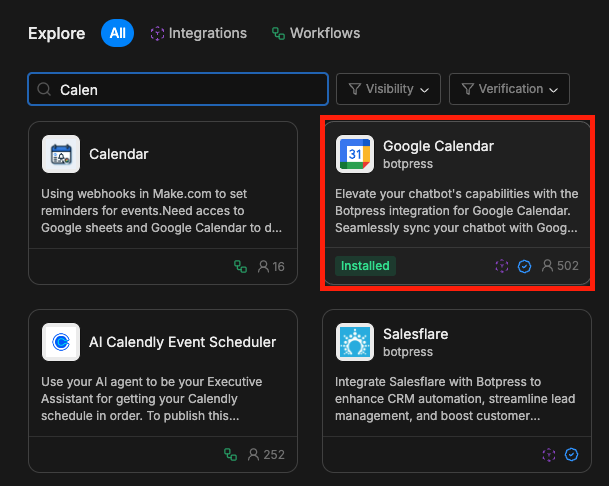 Explore All Integrations Workflows
Calen Visibility Verification
Calendar
Using webhooks in Make.com to set
reminders for events.Need acces to
Google sheets and Google Calendar to d...
16
31
Google Calendar
botpress
Elevate your chatbot's capabilities with the
Botpress integration for Google Calendar.
Seamlessly sync your chatbot with Goog...
Installed 502
AI Calendly Event Scheduler
Use your AI agent to be your Executive
Assistant for getting your Calendly
schedule in order. To publish this...
252
Salesflare
botpress
Integrate Salesflare with Botpress to
enhance CRM automation, streamline lead
management, and boost customer...